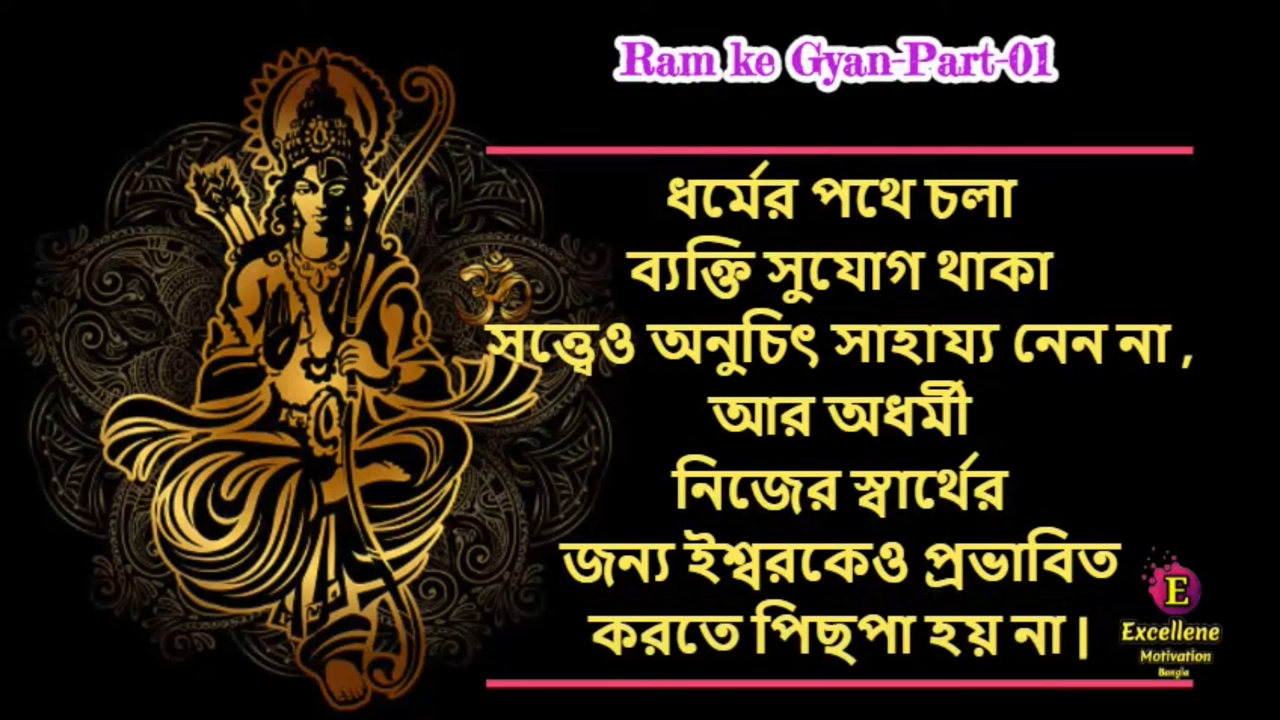 Ram ke Gyan-Part-01
ধর্মের পথে চলা
ব্যক্তি সুযোগ থাকা
সত্ত্বেও অনুচিৎ সাহায্য নেন না ,
আর অধর্মী
নিজের স্বার্থের
জন্য ইশ্বরকেও প্রভাবিত
করতে পিছপা হয় না |
ॐ
E
Excellene
Motivation
Bangla